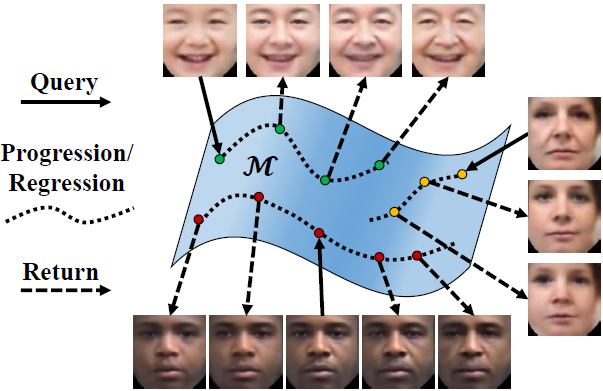 Query
Progression/
Regression
Return
ℳ